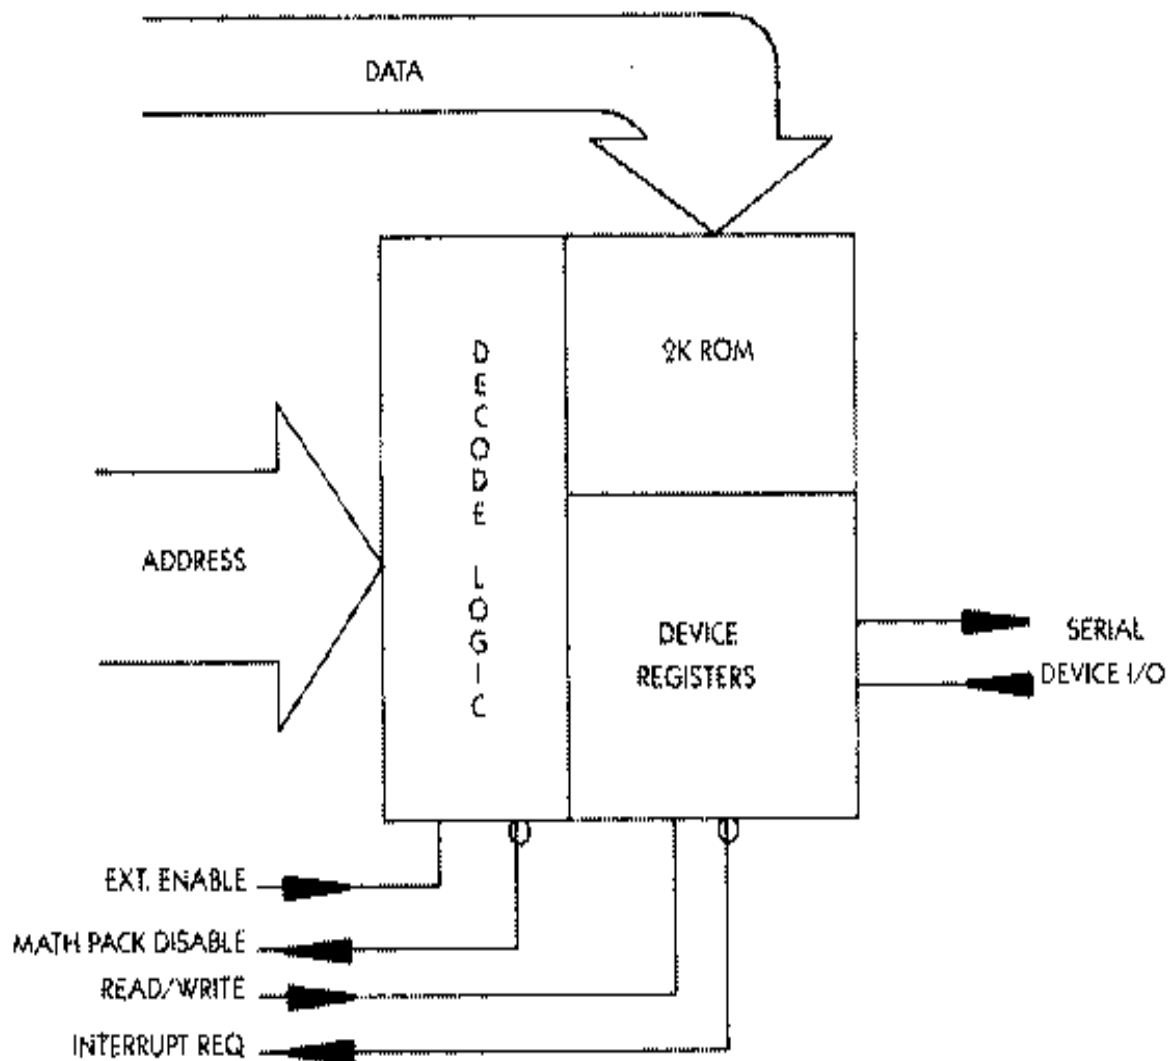 DATA
DECODE LOGIC
2K ROM
ADDRESS
DEVICE
REGISTERS
SERIAL
DEVICE I/O
EXT. ENABLE
MATH PACK DISABLE
READ/WRITE
INTERRUPT REQ